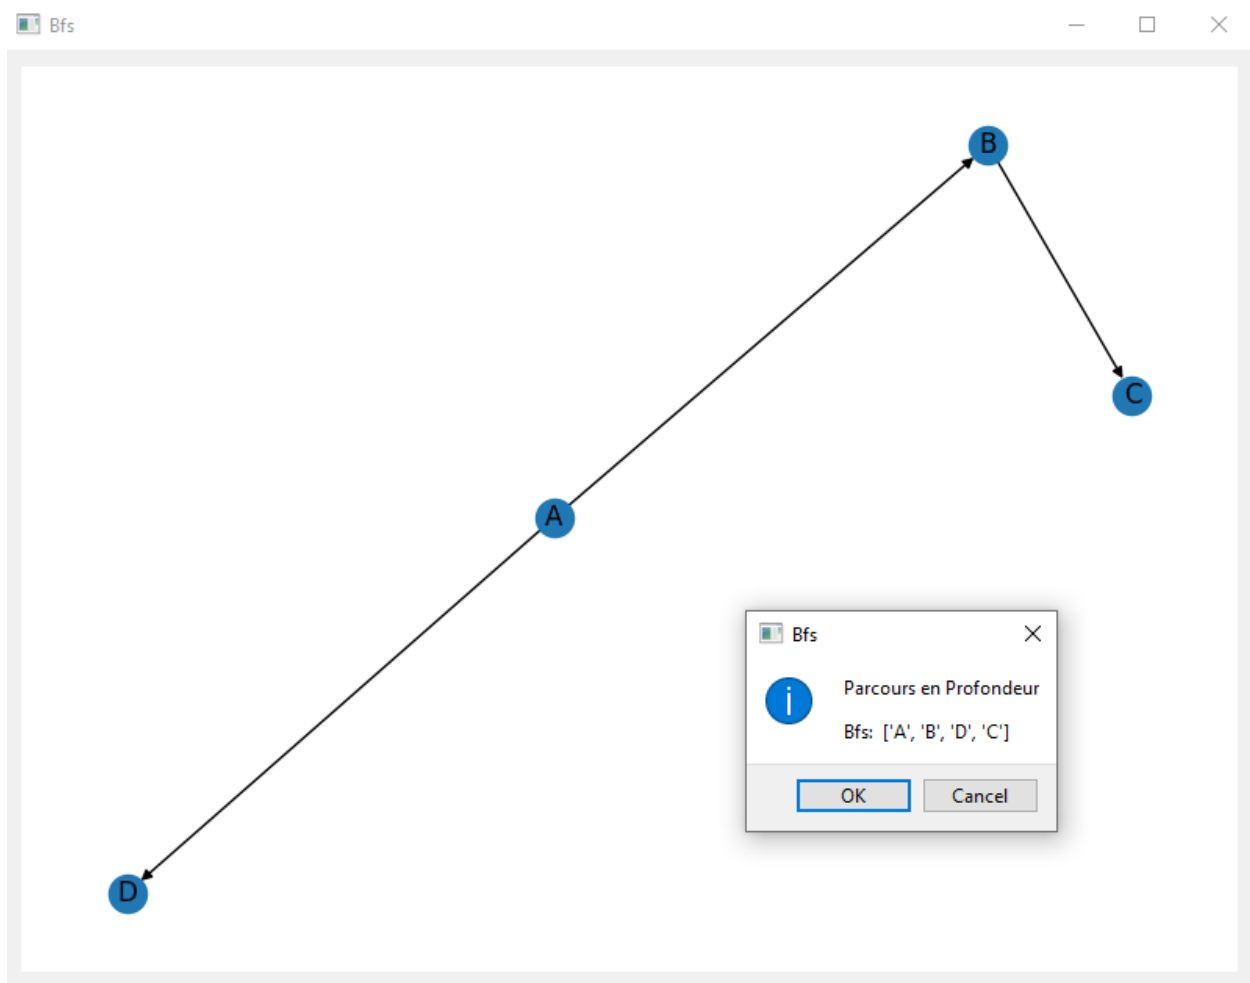 Bfs
B
C
A
D
Bfs
Parcours en Profondeur
Bfs: ['A', 'B', 'D', 'C']
OK
Cancel